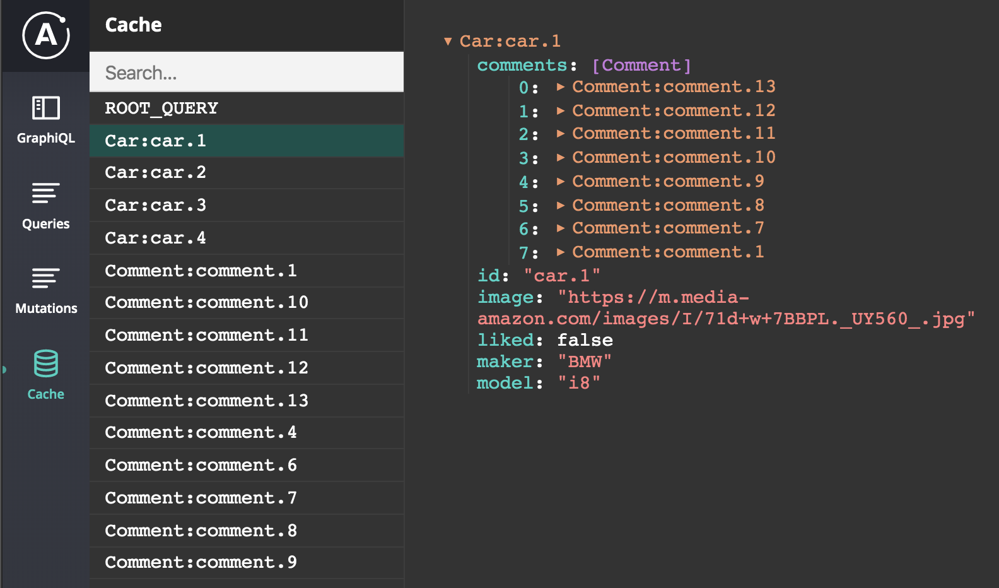 A
GraphiQL
Queries
Mutations
Cache
Cache
Search...
ROOT_QUERY
Car:car.1
Car:car.2
Car:car.3
Car:car.4
Comment:comment.1
Comment:comment.10
Comment:comment.11
Comment:comment.12
Comment:comment.13
Comment:comment.4
Comment:comment.6
Comment:comment.7
Comment:comment.8
Comment:comment.9
▼ Car:car.1
comments: [Comment]
0: ▶ Comment:comment.13
1: ▶ Comment:comment.12
2: ▶ Comment:comment.11
3: ▶ Comment:comment.10
4: ▶ Comment:comment.9
5: ▶ Comment:comment.8
6: ▶ Comment:comment.7
7: ▶ Comment:comment.1
id: "car.1"
image: "https://m.media-
amazon.com/images/I/71d+w+7BBPL._UY560_.jpg"
liked: false
maker: "BMW"
model: "i8"